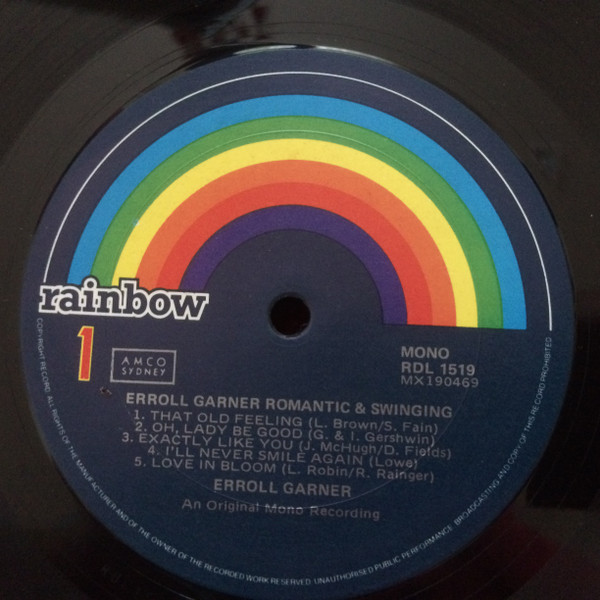 rainbow
1
AMCO
SYDNEY
MONO
RDL 1519
MX190469
ERROLL GARNER ROMANTIC & SWINGING
1. THAT OLD FEELING (L. Brown/S. Fain)
2. OH, LADY BE GOOD (G. & I. Gershwin)
3. EXACTLY LIKE YOU (J. McHugh/D. Fields)
4. I'LL NEVER SMILE AGAIN (Lowe)
5. LOVE IN BLOOM (L. Robin/R. Rainger)
ERROLL GARNER
An Original Mono Recording
COPYRIGHT RECORD. ALL RIGHTS OF THE MANUFACTURER AND OF THE OWNER OF THE RECORDED WORK RESERVED. UNAUTHORISED PUBLIC PERFORMANCE, BROADCASTING AND COPY OF THIS RECORD PROHIBITED